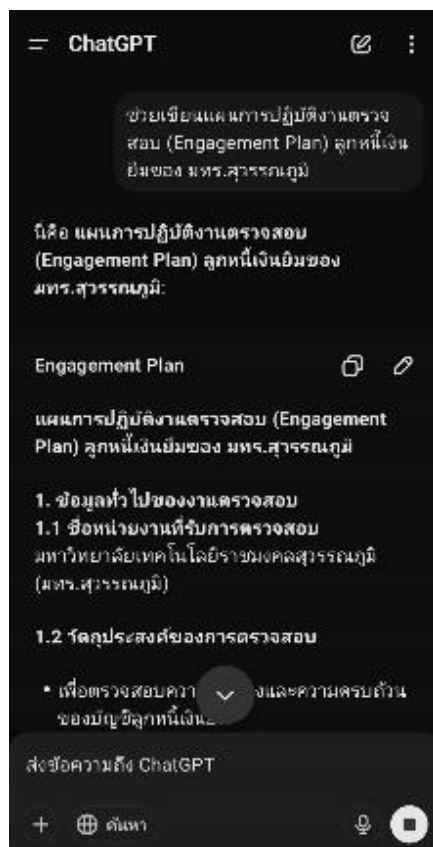 ChatGPT
ช่วยเขียนแผนการปฏิบัติงานตรวจ
สอบ (Engagement Plan) ลูกหนี้เงิน
ยืมของ มทร.สุวรรณภูมิ
นี่คือ แผนการปฏิบัติงานตรวจสอบ
(Engagement Plan) ลูกหนี้เงินยืมของ
มทร.สุวรรณภูมิ:
Engagement Plan
แผนการปฏิบัติงานตรวจสอบ (Engagement
Plan) ลูกหนี้เงินยืมของ มทร.สุวรรณภูมิ
1. ข้อมูลทั่วไปของงานตรวจสอบ
1.1 ชื่อหน่วยงานที่รับการตรวจสอบ
มหาวิทยาลัยเทคโนโลยีราชมงคลสุวรรณภูมิ
(มทร.สุวรรณภูมิ)
1.2 วัตถุประสงค์ของการตรวจสอบ
• เพื่อตรวจสอบ และความครบถ้วน
ของบัญชีลูกหนี้เงิน
ส่งข้อความถึง ChatGPT
ค้นหา